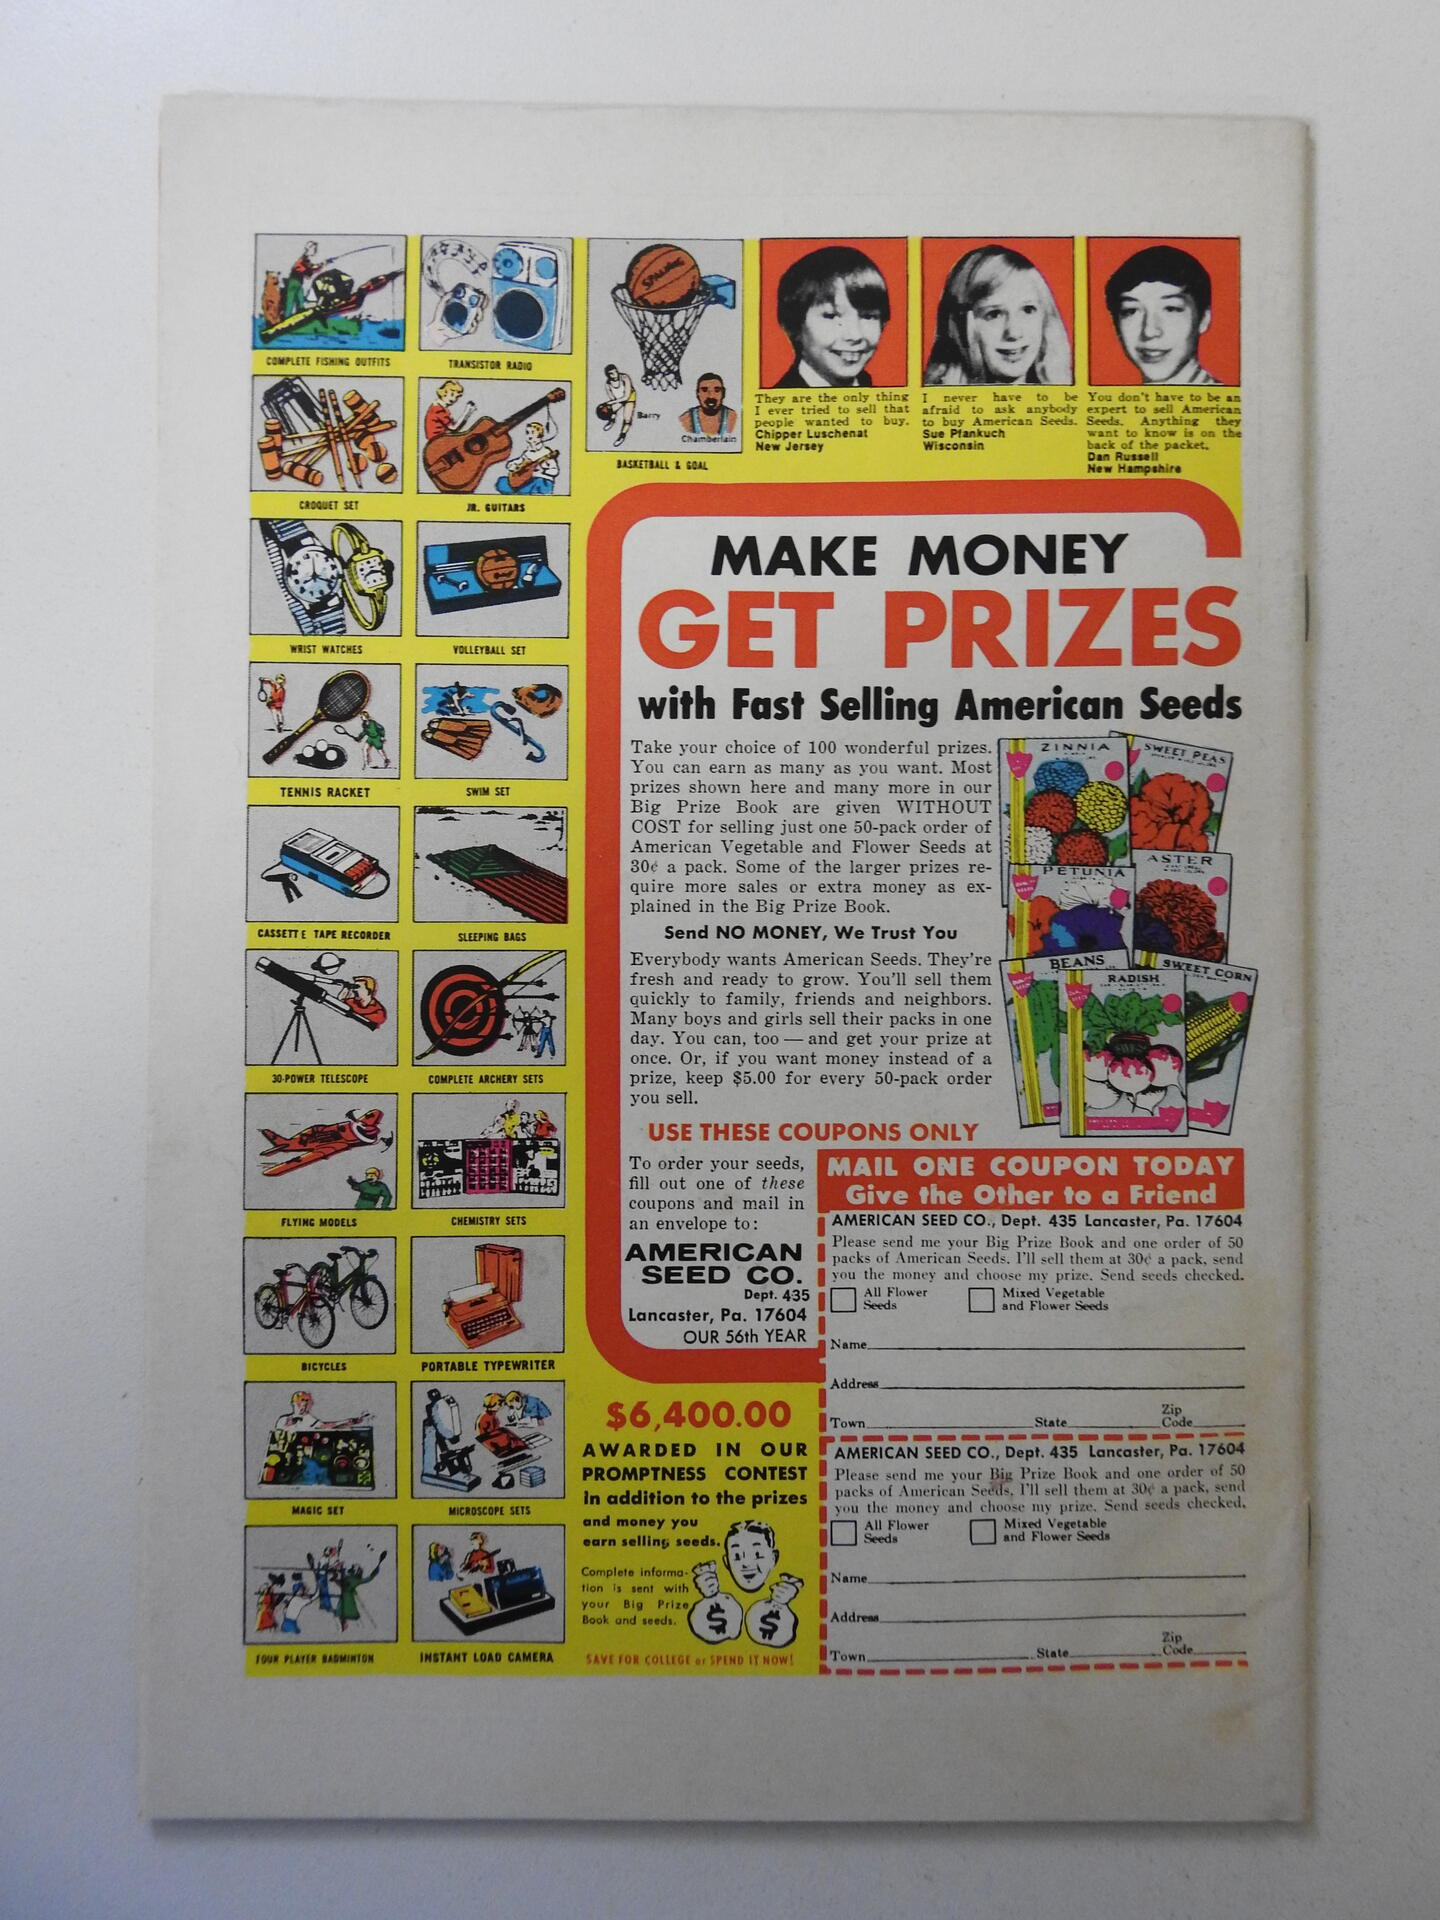 COMPLETE FISHING OUTFITS
TRANSISTOR RADIO
CROQUET SET
JR. GUITARS
WRIST WATCHES
VOLLEYBALL SET
TENNIS RACKET
SWIM SET
CASSETTE TAPE RECORDER
SLEEPING BAGS
30-POWER TELESCOPE
COMPLETE ARCHERY SETS
FLYING MODELS
CHEMISTRY SETS
BICYCLES
PORTABLE TYPEWRITER
MAGIC SET
MICROSCOPE SETS
FOUR PLAYER BADMINTON
INSTANT LOAD CAMERA
SPALDING
Barry
Chamberlain
BASKETBALL & GOAL
They are the only thing
I ever tried to sell that
people wanted to buy.
Chipper Luschenat
New Jersey
I never have to be
afraid to ask anybody
to buy American Seeds.
Sue Pfankuch
Wisconsin
You don't have to be an
expert to sell American
Seeds. Anything they
want to know is on the
back of the packet.
Dan Russell
New Hampshire
MAKE MONEY
GET PRIZES
with Fast Selling American Seeds
Take your choice of 100 wonderful prizes.
You can earn as many as you want. Most
prizes shown here and many more in our
Big Prize Book are given WITHOUT
COST for selling just one 50-pack order of
American Vegetable and Flower Seeds at
30¢ a pack. Some of the larger prizes re-
quire more sales or extra money as ex-
plained in the Big Prize Book.
Send NO MONEY, We Trust You
Everybody wants American Seeds. They're
fresh and ready to grow. You'll sell them
quickly to family, friends and neighbors.
Many boys and girls sell their packs in one
day. You can, too — and get your prize at
once. Or, if you want money instead of a
prize, keep $5.00 for every 50-pack order
you sell.
ZINNIA
SWEET PEAS
PETUNIA
ASTER
BEANS
RADISH
SWEET CORN
USE THESE COUPONS ONLY
To order your seeds,
fill out one of these
coupons and mail in
an envelope to:
AMERICAN
SEED CO.
Dept. 435
Lancaster, Pa. 17604
OUR 56th YEAR
MAIL ONE COUPON TODAY
Give the Other to a Friend
AMERICAN SEED CO., Dept. 435 Lancaster, Pa. 17604
Please send me your Big Prize Book and one order of 50
packs of American Seeds. I'll sell them at 30¢ a pack, send
you the money and choose my prize. Send seeds checked.
All Flower
Seeds
Mixed Vegetable
and Flower Seeds
Name
Address
Town State Zip
Code
AMERICAN SEED CO., Dept. 435 Lancaster, Pa. 17604
Please send me your Big Prize Book and one order of 50
packs of American Seeds. I'll sell them at 30¢ a pack, send
you the money and choose my prize. Send seeds checked.
All Flower
Seeds
Mixed Vegetable
and Flower Seeds
Name
Address
Town State Zip
Code
$6,400.00
AWARDED IN OUR
PROMPTNESS CONTEST
in addition to the prizes
and money you
earn selling seeds.
Complete informa-
tion is sent with
your Big Prize
Book and seeds.
$ $
SAVE FOR COLLEGE or SPEND IT NOW!